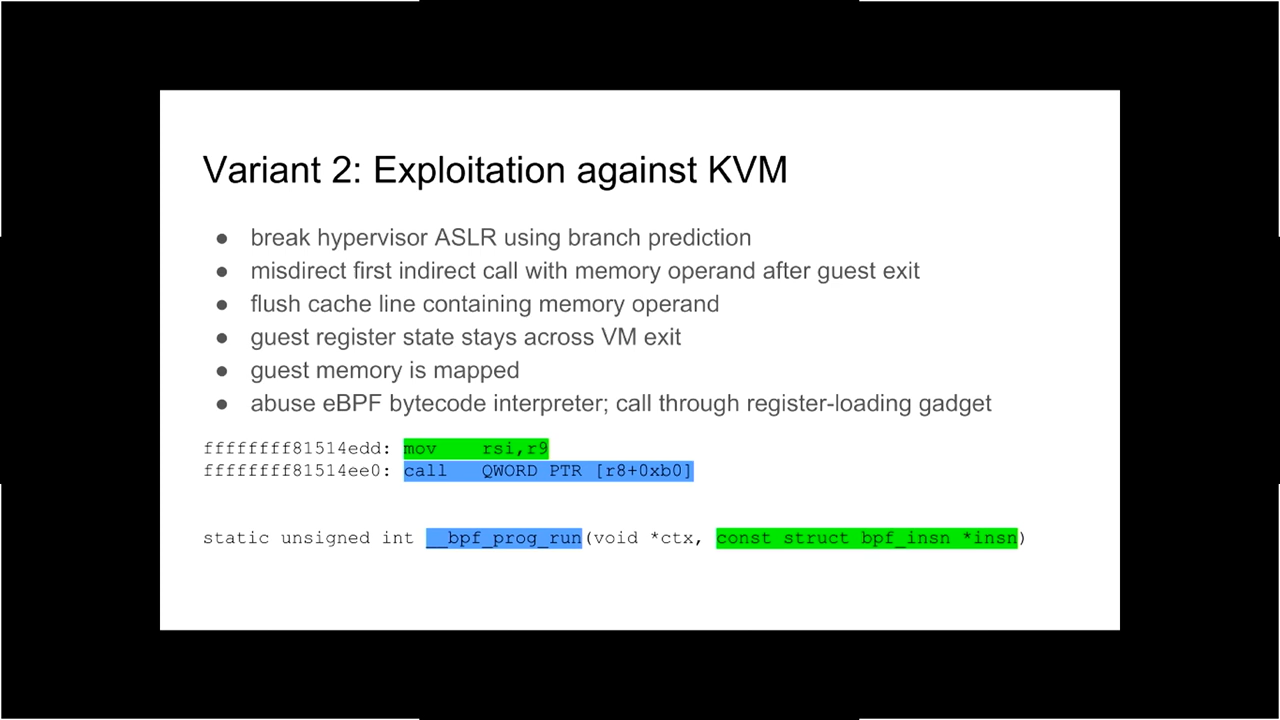 Variant 2: Exploitation against KVM
● break hypervisor ASLR using branch prediction
● misdirect first indirect call with memory operand after guest exit
● flush cache line containing memory operand
● guest register state stays across VM exit
● guest memory is mapped
● abuse eBPF bytecode interpreter; call through register-loading gadget
ffffffff81514edd: mov rsi,r9
ffffffff81514ee0: call QWORD PTR [r8+0xb0]
static unsigned int __bpf_prog_run(void *ctx, const struct bpf_insn *insn)